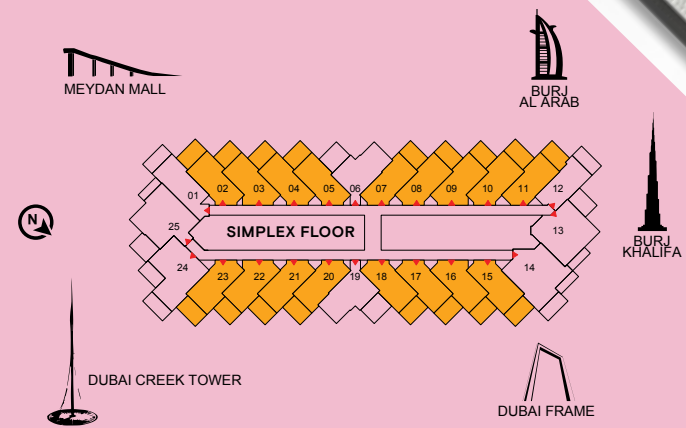 MEYDAN MALL
BURJ
AL ARAB
01 02 03 04 05 06 07 08 09 10 11 12
N
25
SIMPLEX FLOOR
13
BURJ
KHALIFA
24 23 22 21 20 19 18 17 16 15 14
DUBAI CREEK TOWER
DUBAI FRAME